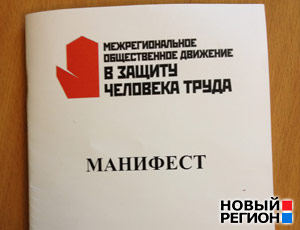 МЕЖРЕГИОНАЛЬНОЕ
ОБЩЕСТВЕННОЕ ДВИЖЕНИЕ
В ЗАЩИТУ
ЧЕЛОВЕКА ТРУДА
МАНИФЕСТ
НОВЫЙ
РЕГИОН